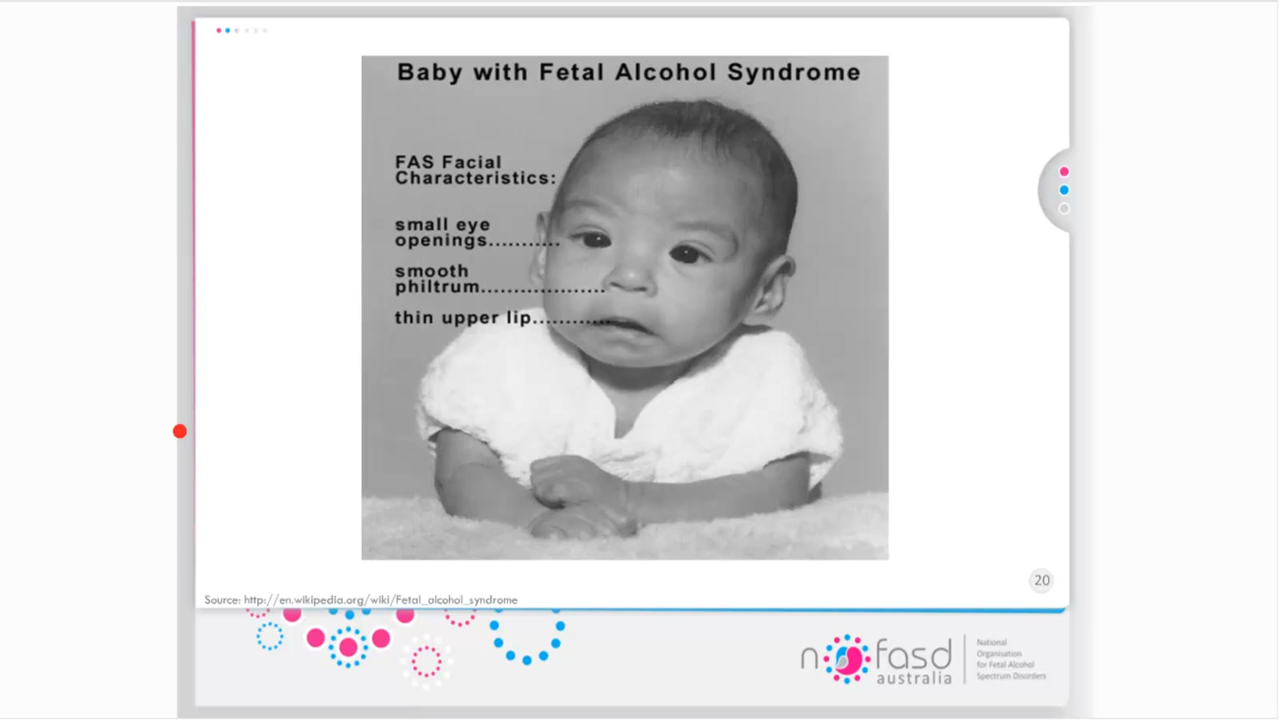 Baby with Fetal Alcohol Syndrome
FAS Facial
Characteristics:
small eye
openings...........
smooth
philtrum...................
thin upper lip............
20
Source: http://en.wikipedia.org/wiki/Fetal_alcohol_syndrome
nofasd
australia
National
Organisation
for Fetal Alcohol
Spectrum Disorders